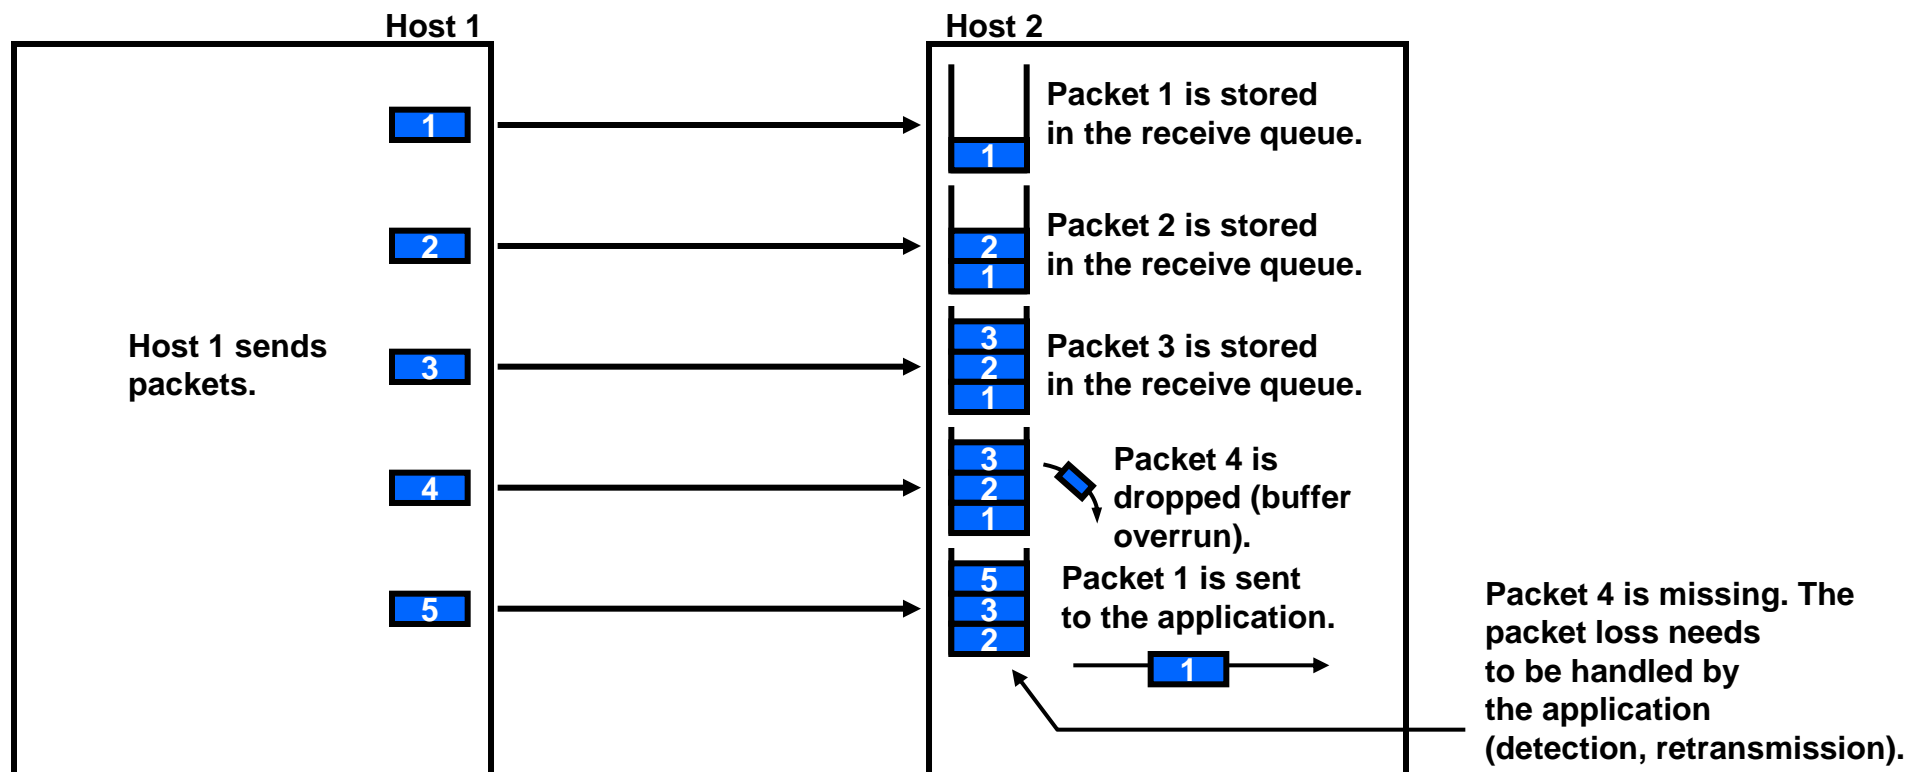 Host 1
Host 2
1
Packet 1 is stored
in the receive queue.
1
2
Packet 2 is stored
in the receive queue.
2
1
Host 1 sends
packets.
3
3
2
1
Packet 3 is stored
in the receive queue.
4
3
2
1
Packet 4 is
dropped (buffer
overrun).
5
5
3
2
Packet 1 is sent
to the application.
1
Packet 4 is missing. The
packet loss needs
to be handled by
the application
(detection, retransmission).